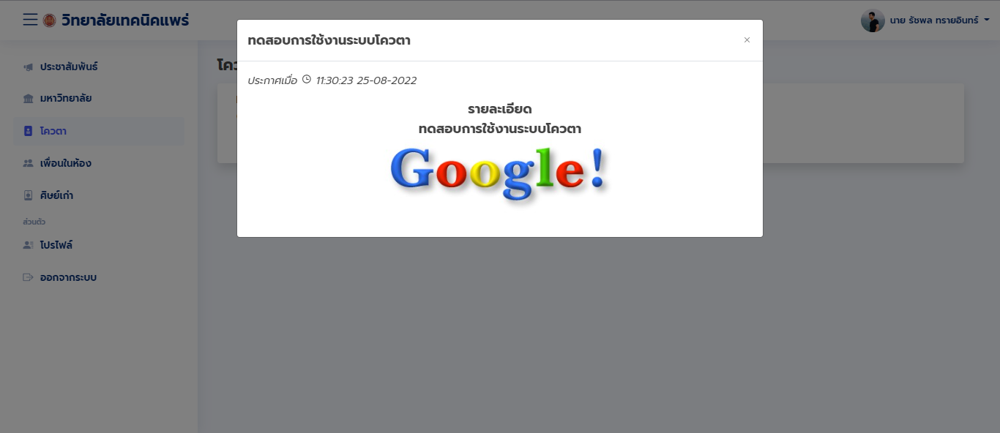 วิทยาลัยเทคนิคแพร่
นาย รัชพล ทรายอินทร์
ประชาสัมพันธ์
มหาวิทยาลัย
โควตา
เพื่อนในห้อง
ศิษย์เก่า
ส่วนตัว
โปรไฟล์
ออกจากระบบ
ทดสอบการใช้งานระบบโควตา
×
ประกาศเมื่อ 11:30:23 25-08-2022
รายละเอียด
ทดสอบการใช้งานระบบโควตา
Google!